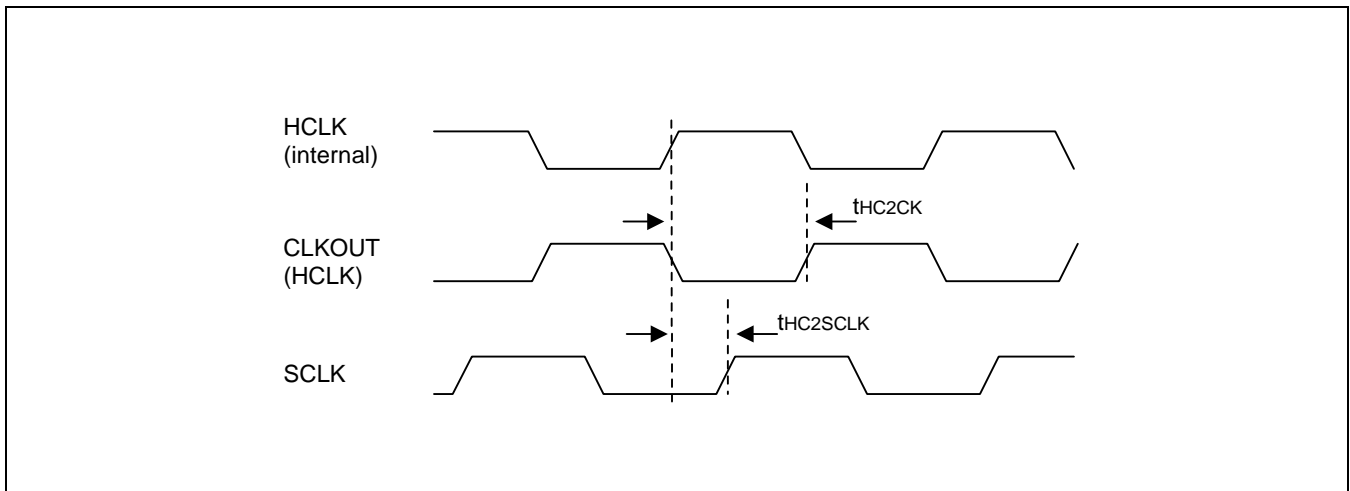 HCLK
(internal)
tHC2CK
CLKOUT
(HCLK)
tHC2SCLK
SCLK